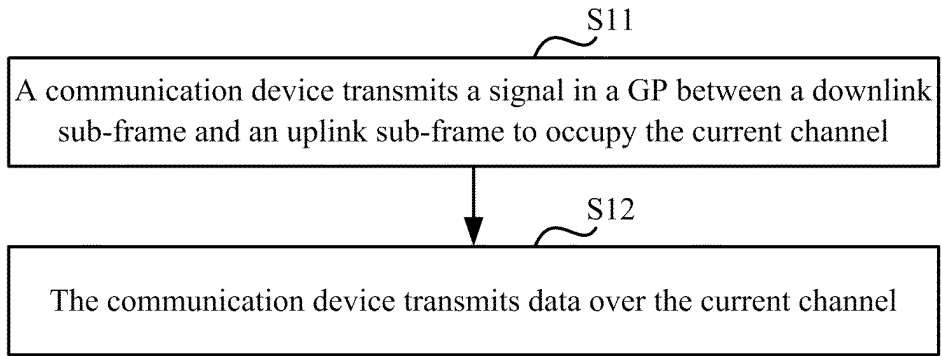 S11
A communication device transmits a signal in a GP between a downlink
sub-frame and an uplink sub-frame to occupy the current channel
S12
The communication device transmits data over the current channel